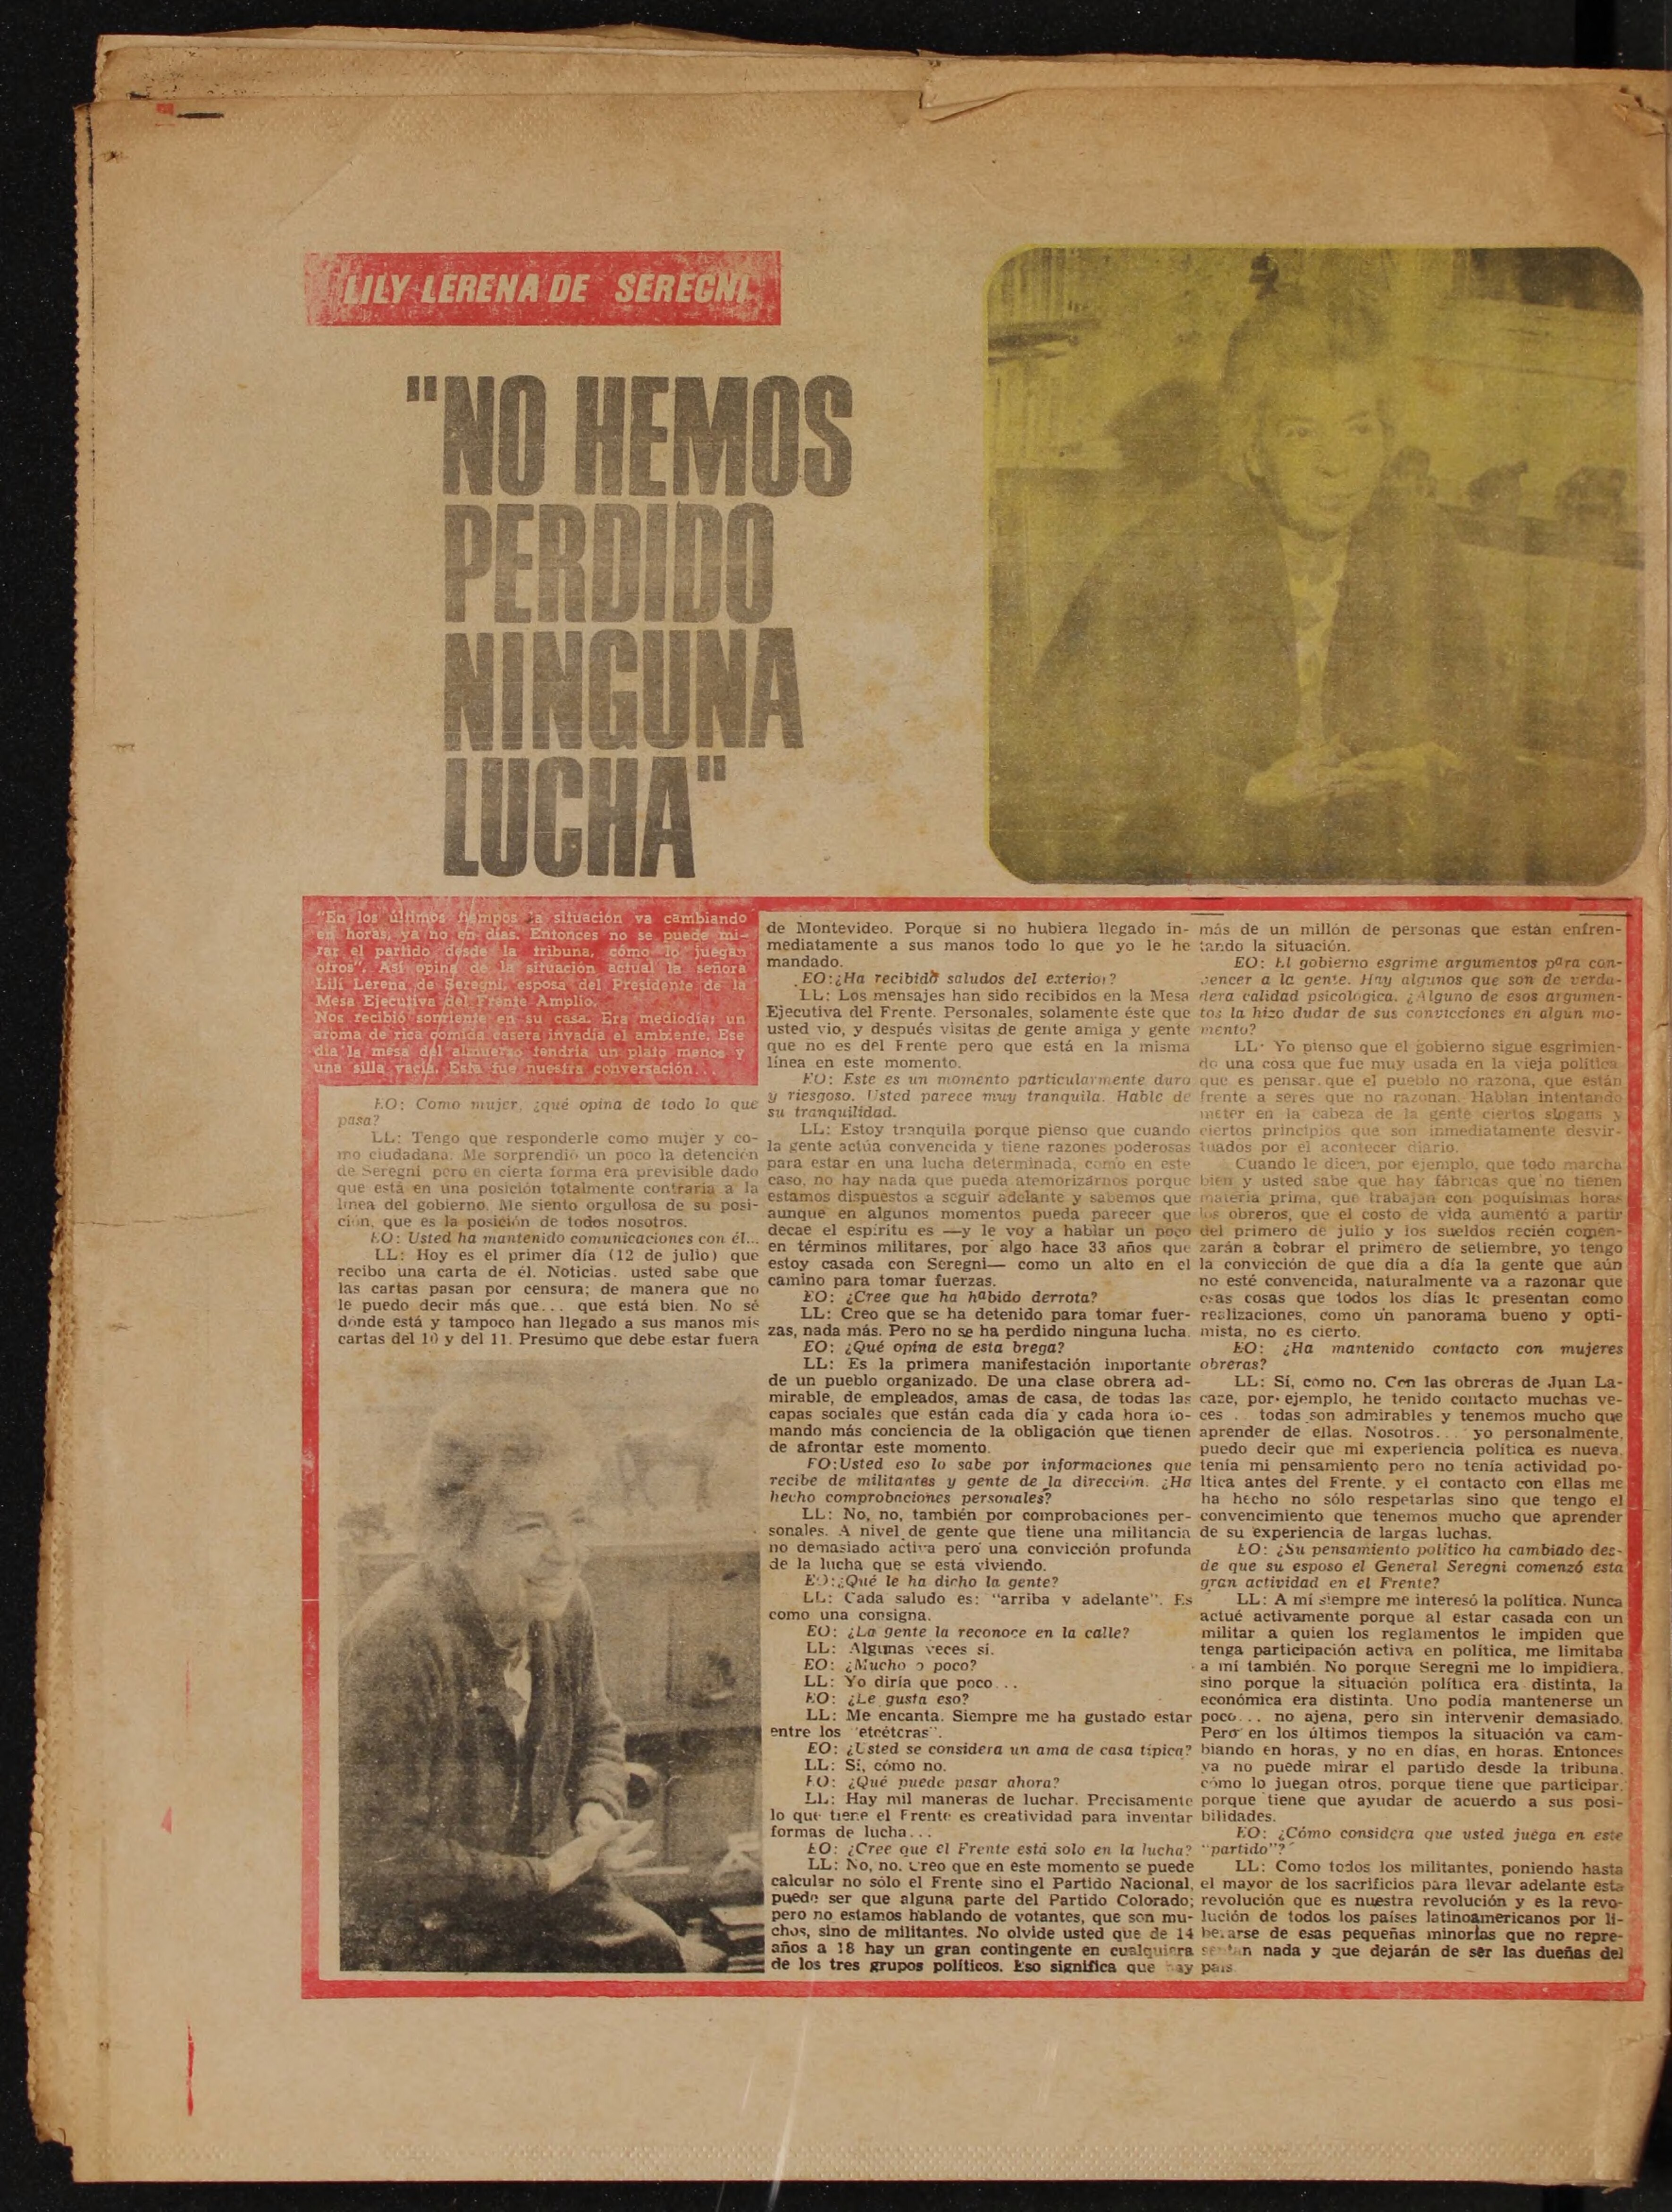 LILY LERENA DE SEREGNI
"NO HEMOS
PERDIDO
NINGUNA
LUCHA"
"En los últimos tiempos la situación va cambiando
en horas, ya no en días. Entonces no se puede mi-
rar el partido desde la tribuna, cómo lo juegan
otros". Así opina de la situación actual la señora
Lilí Lerena de Seregni, esposa del Presidente de la
Mesa Ejecutiva del Frente Amplio.
Nos recibió sonriente en su casa. Era mediodía; un
aroma de rica comida casera invadía el ambiente. Ese
día la mesa del almuerzo tendría un plato menos y
una silla vacía. Esta fue nuestra conversación...
EO: Como mujer, ¿qué opina de todo lo que
pasa?
LL: Tengo que responderle como mujer y co-
mo ciudadana. Me sorprendió un poco la detención
de Seregni pero en cierta forma era previsible dado
que está en una posición totalmente contraria a la
línea del gobierno. Me siento orgullosa de su posi-
ción, que es la posición de todos nosotros.
EO: Usted ha mantenido comunicaciones con él...
LL: Hoy es el primer día (12 de julio) que
recibo una carta de él. Noticias. usted sabe que
las cartas pasan por censura; de manera que no
le puedo decir más que... que está bien. No sé
dónde está y tampoco han llegado a sus manos mis
cartas del 10 y del 11. Presumo que debe estar fuera
de Montevideo. Porque si no hubiera llegado in-
mediatamente a sus manos todo lo que yo le he
mandado.
EO:¿Ha recibido saludos del exterior?
LL: Los mensajes han sido recibidos en la Mesa
Ejecutiva del Frente. Personales, solamente éste que
usted vio, y después visitas de gente amiga y gente
que no es del Frente pero que está en la misma
línea en este momento.
EO: Este es un momento particularmente duro
y riesgoso. Usted parece muy tranquila. Hable de
su tranquilidad.
LL: Estoy tranquila porque pienso que cuando
la gente actúa convencida y tiene razones poderosas
para estar en una lucha determinada, como en este
caso, no hay nada que pueda atemorizarnos porque
estamos dispuestos a seguir adelante y sabemos que
aunque en algunos momentos pueda parecer que
decae el espíritu es —y le voy a hablar un poco
en términos militares, por algo hace 33 años que
estoy casada con Seregni— como un alto en el
camino para tomar fuerzas.
EO: ¿Cree que ha habido derrota?
LL: Creo que se ha detenido para tomar fuer-
zas, nada más. Pero no se ha perdido ninguna lucha.
EO: ¿Qué opina de esta brega?
LL: Es la primera manifestación importante
de un pueblo organizado. De una clase obrera ad-
mirable, de empleados, amas de casa, de todas las
capas sociales que están cada día y cada hora to-
mando más conciencia de la obligación que tienen
de afrontar este momento.
EO:Usted eso lo sabe por informaciones que
recibe de militantes y gente de la dirección. ¿Ha
hecho comprobaciones personales?
LL: No, no, también por comprobaciones per-
sonales. A nivel de gente que tiene una militancia
no demasiado activa pero una convicción profunda
de la lucha que se está viviendo.
EO:¿Qué le ha dicho la gente?
LL: Cada saludo es: "arriba y adelante". Es
como una consigna.
EO: ¿La gente la reconoce en la calle?
LL: Algunas veces sí.
EO: ¿Mucho o poco?
LL: Yo diría que poco...
EO: ¿Le gusta eso?
LL: Me encanta. Siempre me ha gustado estar
entre los "etcéteras".
EO: ¿Usted se considera un ama de casa típica?
LL: Sí, cómo no.
EO: ¿Qué puede pasar ahora?
LL: Hay mil maneras de luchar. Precisamente
lo que tiene el Frente es creatividad para inventar
formas de lucha...
EO: ¿Cree que el Frente está solo en la lucha?
LL: No, no. Creo que en este momento se puede
calcular no sólo el Frente sino el Partido Nacional,
puede ser que alguna parte del Partido Colorado;
pero no estamos hablando de votantes, que son mu-
chos, sino de militantes. No olvide usted que de 14
años a 18 hay un gran contingente en cualquiera
de los tres grupos políticos. Eso significa que hay
más de un millón de personas que están enfren-
tando la situación.
EO: El gobierno esgrime argumentos para con-
vencer a la gente. Hay algunos que son de verda-
dera calidad psicológica. ¿Alguno de esos argumen-
tos la hizo dudar de sus convicciones en algún mo-
mento?
LL: Yo pienso que el gobierno sigue esgrimien-
do una cosa que fue muy usada en la vieja política
que es pensar que el pueblo no razona, que están
frente a seres que no razonan. Hablan intentando
meter en la cabeza de la gente ciertos slogans y
ciertos principios que son inmediatamente desvir-
tuados por el acontecer diario.
Cuando le dicen, por ejemplo, que todo marcha
bien y usted sabe que hay fábricas que no tienen
materia prima, que trabajan con poquísimas horas
los obreros, que el costo de vida aumentó a partir
del primero de julio y los sueldos recién comen-
zarán a cobrar el primero de setiembre, yo tengo
la convicción de que día a día la gente que aún
no esté convencida, naturalmente va a razonar que
esas cosas que todos los días le presentan como
realizaciones, como un panorama bueno y opti-
mista, no es cierto.
EO: ¿Ha mantenido contacto con mujeres
obreras?
LL: Sí, como no. Con las obreras de Juan La-
caze, por ejemplo, he tenido contacto muchas ve-
ces .. todas son admirables y tenemos mucho que
aprender de ellas. Nosotros... yo personalmente,
puedo decir que mi experiencia política es nueva,
tenía mi pensamiento pero no tenía actividad po-
ltica antes del Frente. y el contacto con ellas me
ha hecho no sólo respetarlas sino que tengo el
convencimiento que tenemos mucho que aprender
de su experiencia de largas luchas.
EO: ¿Su pensamiento político ha cambiado des-
de que su esposo el General Seregni comenzó esta
gran actividad en el Frente?
LL: A mí siempre me interesó la política. Nunca
actué activamente porque al estar casada con un
militar a quien los reglamentos le impiden que
tenga participación activa en política, me limitaba
a mí también. No porque Seregni me lo impidiera,
sino porque la situación política era distinta, la
económica era distinta. Uno podía mantenerse un
poco... no ajena, pero sin intervenir demasiado.
Pero en los últimos tiempos la situación va cam-
biando en horas, y no en días, en horas. Entonces
ya no puede mirar el partido desde la tribuna.
cómo lo juegan otros, porque tiene que participar.
porque tiene que ayudar de acuerdo a sus posi-
bilidades.
EO: ¿Cómo considera que usted juega en este
"partido"?
LL: Como todos los militantes, poniendo hasta
el mayor de los sacrificios para llevar adelante esta
revolución que es nuestra revolución y es la revo-
lución de todos los países latinoamericanos por li-
berarse de esas pequeñas minorías que no repre-
sentan nada y que dejarán de ser las dueñas del
país